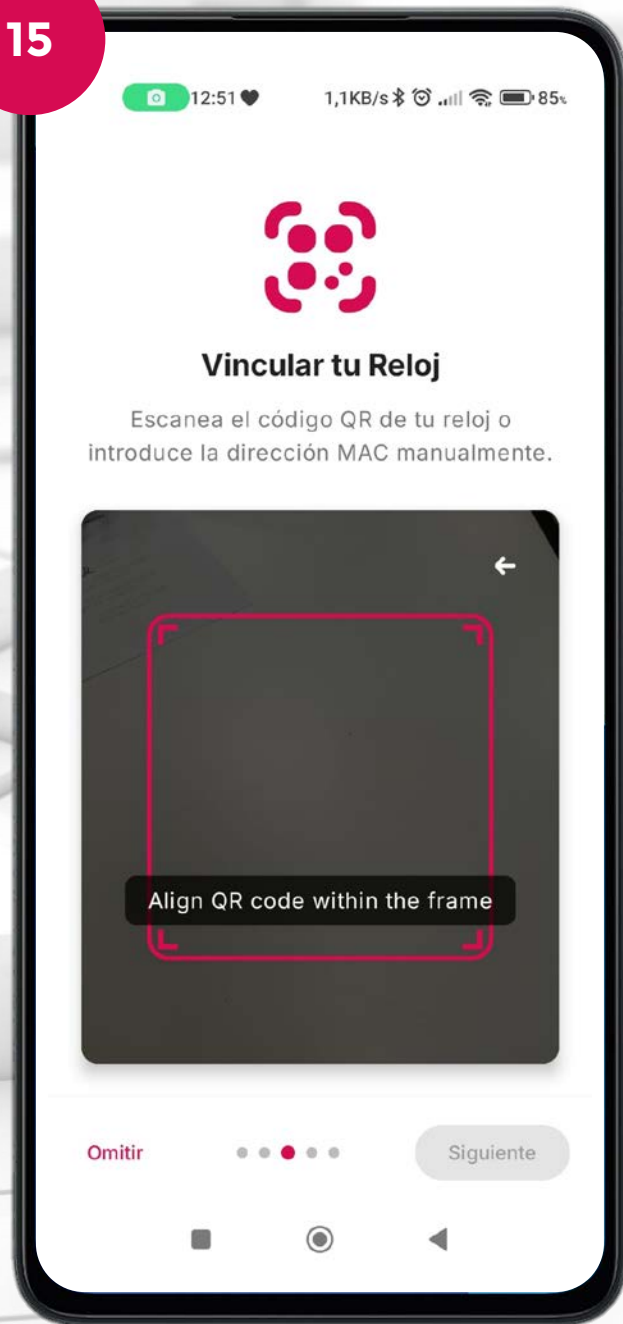 15
12:51 1,1KB/s 85%
Vincular tu Reloj
Escanea el código QR de tu reloj o
introduce la dirección MAC manualmente.
Align QR code within the frame
Omitir Siguiente